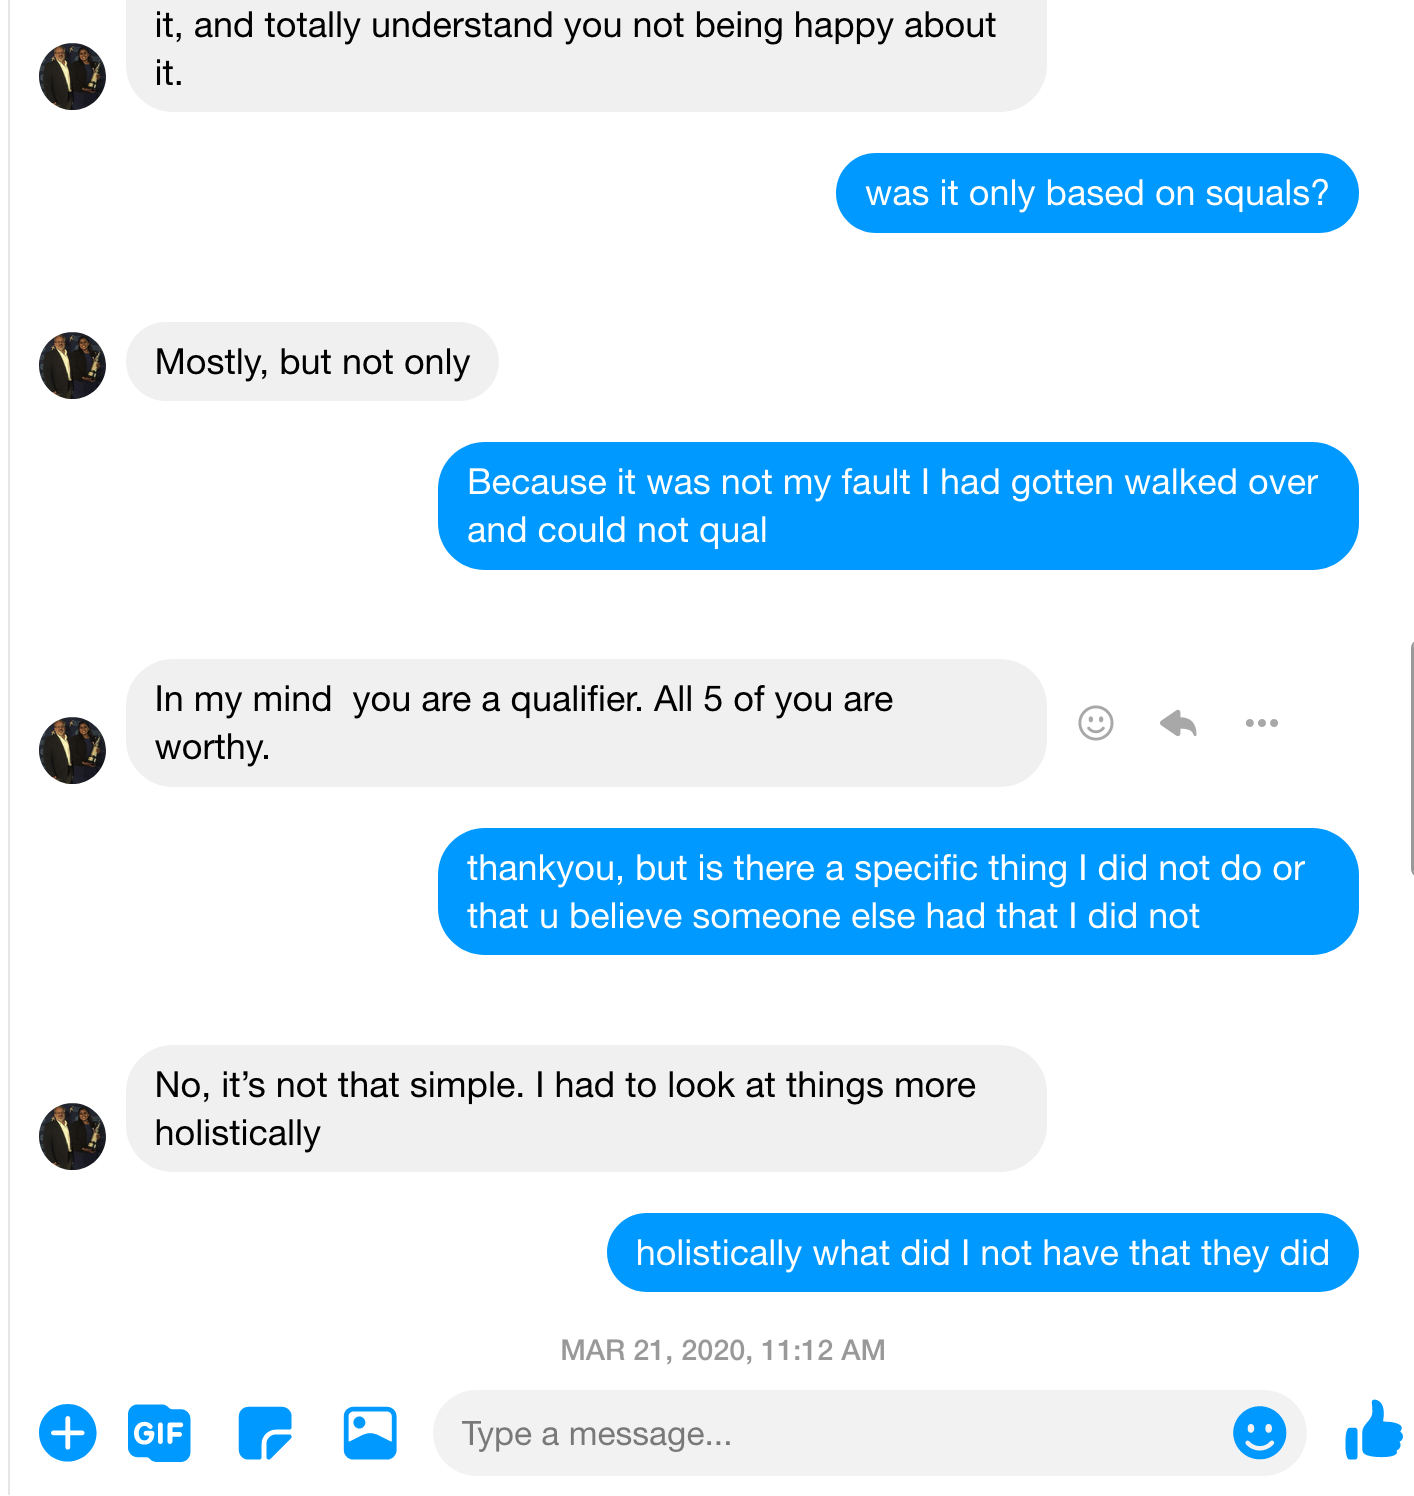 it, and totally understand you not being happy about
it.
was it only based on squals?
Mostly, but not only
Because it was not my fault I had gotten walked over
and could not qual
In my mind  you are a qualifier. All 5 of you are
worthy.
thankyou, but is there a specific thing I did not do or
that u believe someone else had that I did not
No, it’s not that simple. I had to look at things more
holistically
holistically what did I not have that they did
MAR 21, 2020, 11:12 AM
GIF
Type a message...